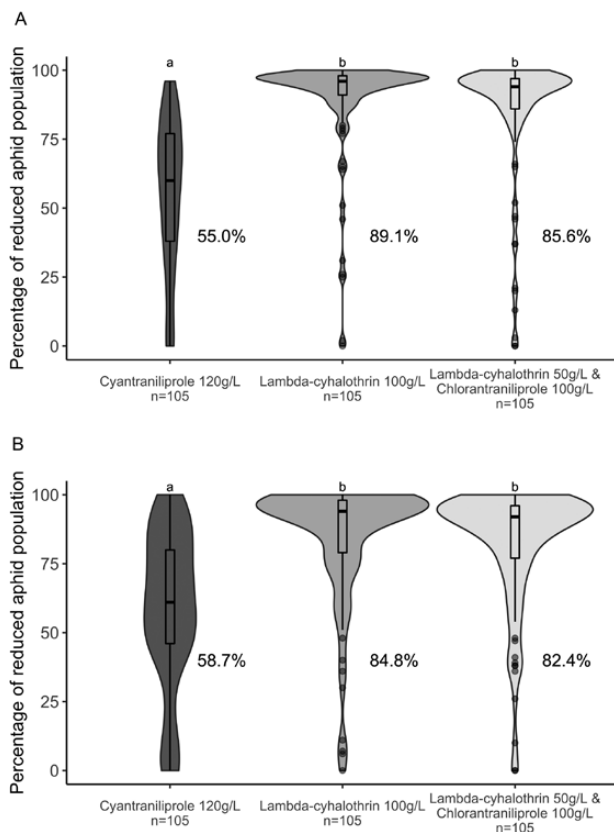 A
Percentage of reduced aphid population
100
75
50
25
0
a
b
b
55.0%
89.1%
85.6%
Cyantraniliprole 120g/L
n=105
Lambda-cyhalothrin 100g/L
n=105
Lambda-cyhalothrin 50g/L &
Chlorantraniliprole 100g/L
n=105
B
Percentage of reduced aphid population
100
75
50
25
0
a
b
b
58.7%
84.8%
82.4%
Cyantraniliprole 120g/L
n=105
Lambda-cyhalothrin 100g/L
n=105
Lambda-cyhalothrin 50g/L &
Chlorantraniliprole 100g/L
n=105